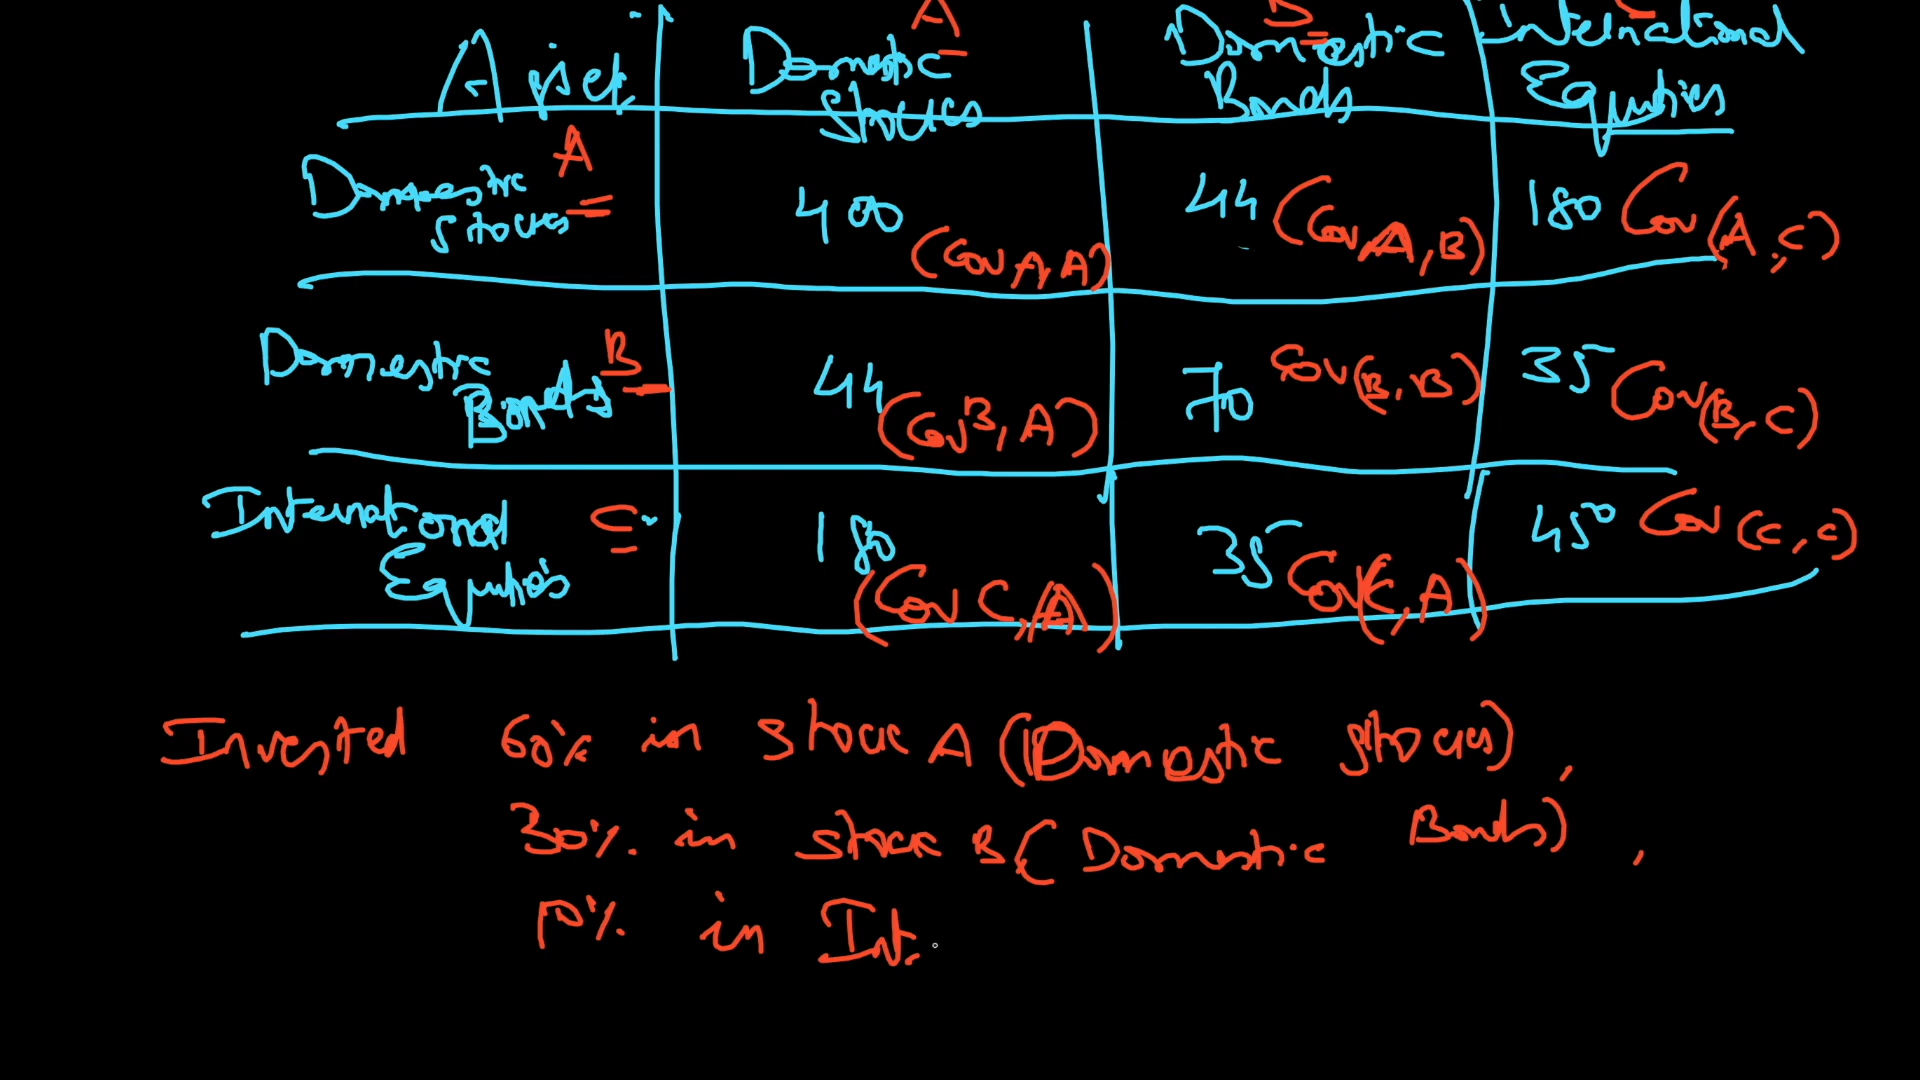 A B C
Asset Domestic Stocks Domestic Bonds International Equities
Domestic Stocks A 400 (Cov A, A) 44 (Cov A, B) 180 Cov (A, C)
Domestic Bonds B 44 (Cov B, A) 70 Cov (B, B) 35 Cov (B, C)
International Equities C 180 (Cov C, A) 35 Cov (C, A) 450 Cov (C, C)
Invested 60% in stock A (Domestic stocks),
30% in stock B (Domestic Bonds),
10% in Int.